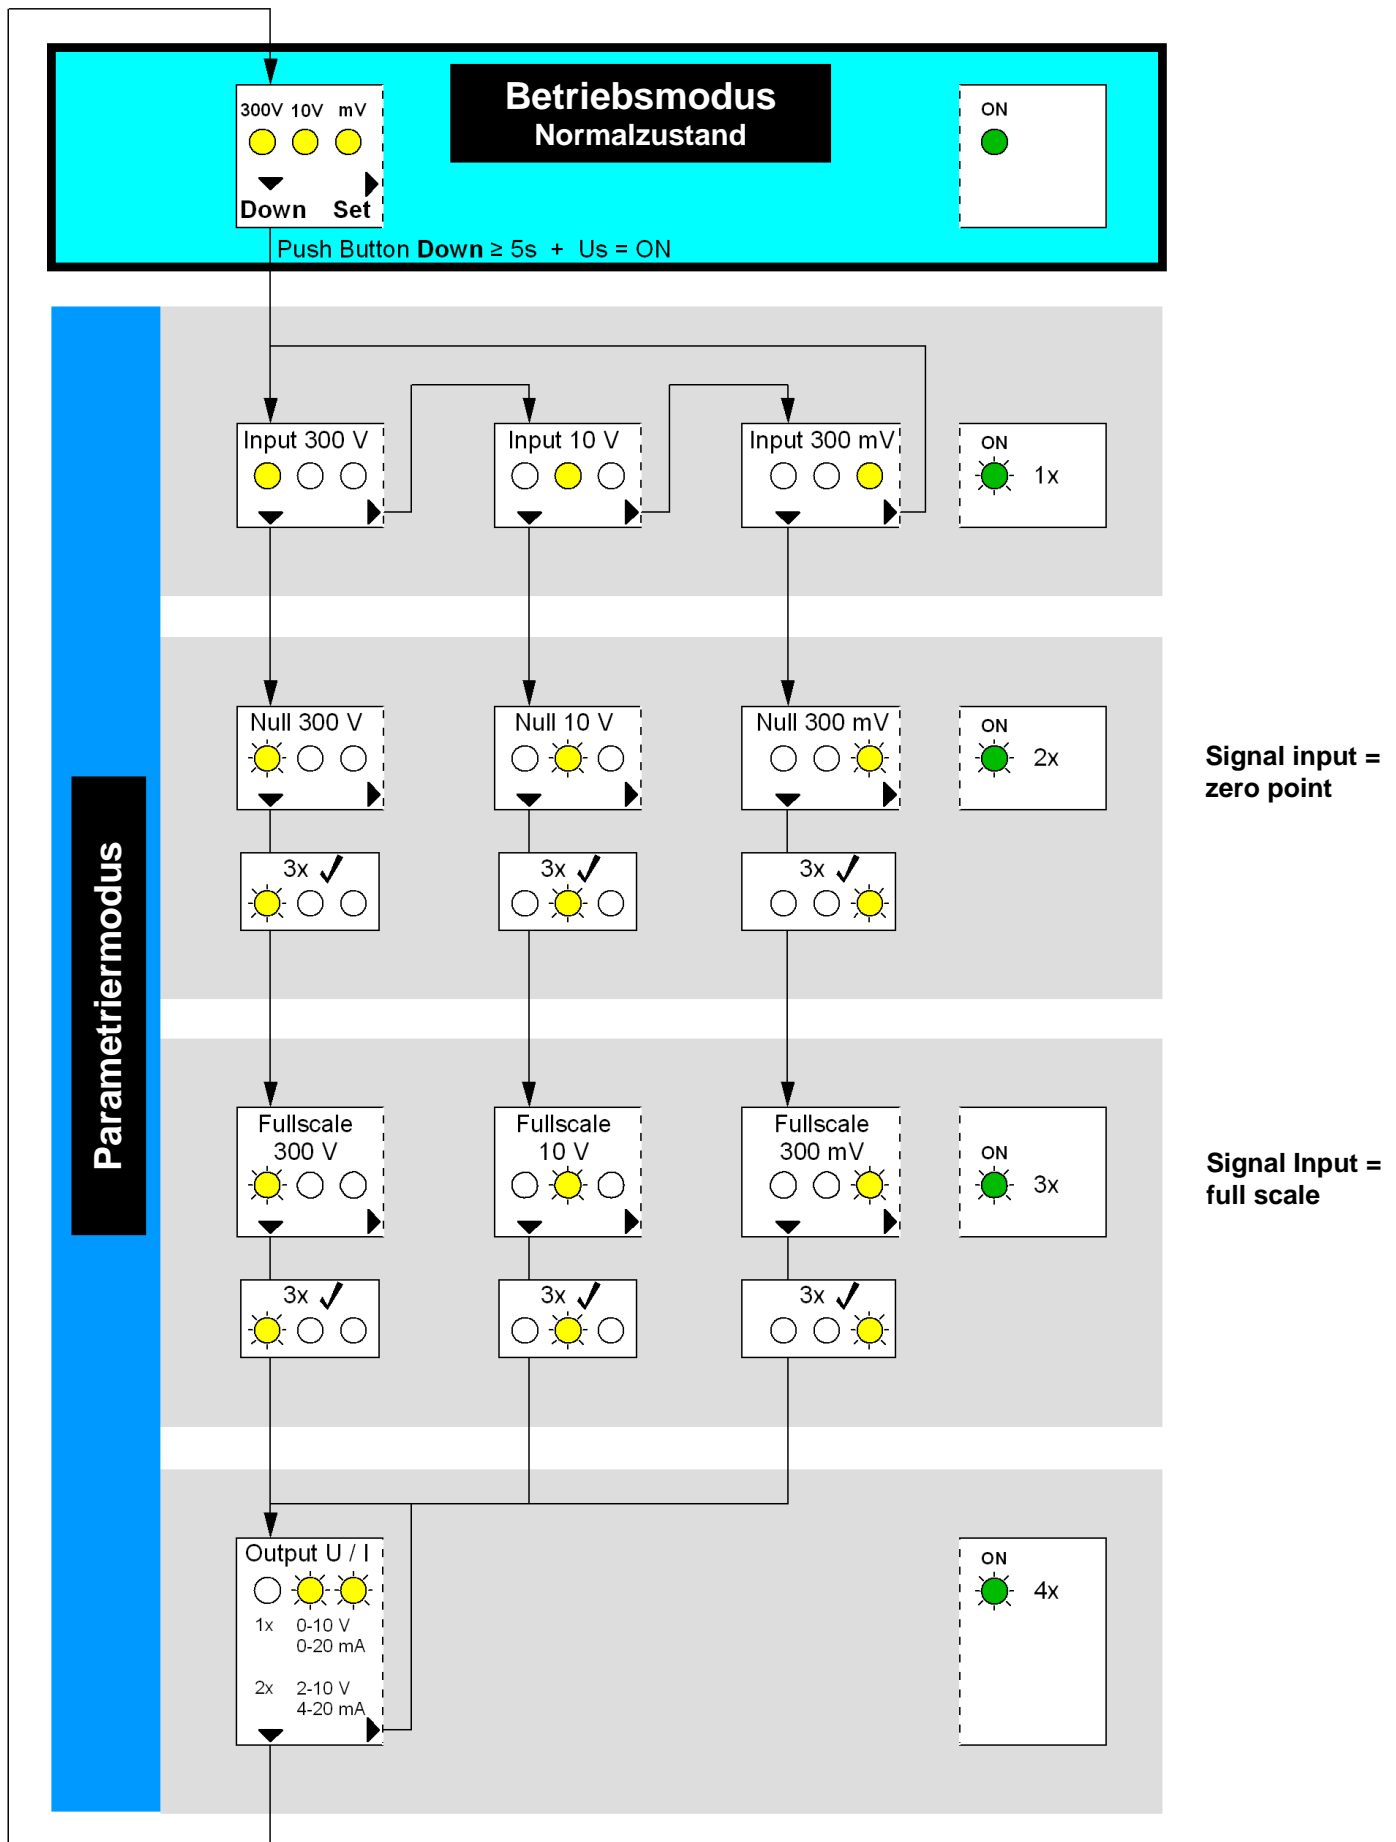 Betriebsmodus
Normalzustand
300V 10V mV
Down Set
ON
Push Button Down ≥ 5s + Us = ON
Parametriermodus
Input 300 V
Input 10 V
Input 300 mV
ON
1x
Null 300 V
Null 10 V
Null 300 mV
ON
2x
Signal input =
zero point
3x ✓
3x ✓
3x ✓
Fullscale
300 V
Fullscale
10 V
Fullscale
300 mV
ON
3x
Signal Input =
full scale
3x ✓
3x ✓
3x ✓
Output U / I
1x 0-10 V
0-20 mA
2x 2-10 V
4-20 mA
ON
4x